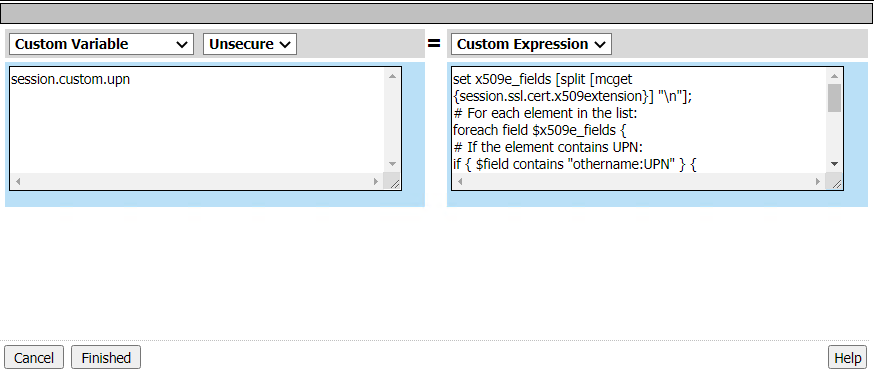 Custom Variable Unsecure = Custom Expression
session.custom.upn
set x509e_fields [split [mcget
{session.ssl.cert.x509extension}] "\n"];
# For each element in the list:
foreach field $x509e_fields {
# If the element contains UPN:
if { $field contains "othername:UPN" } {
Cancel Finished Help